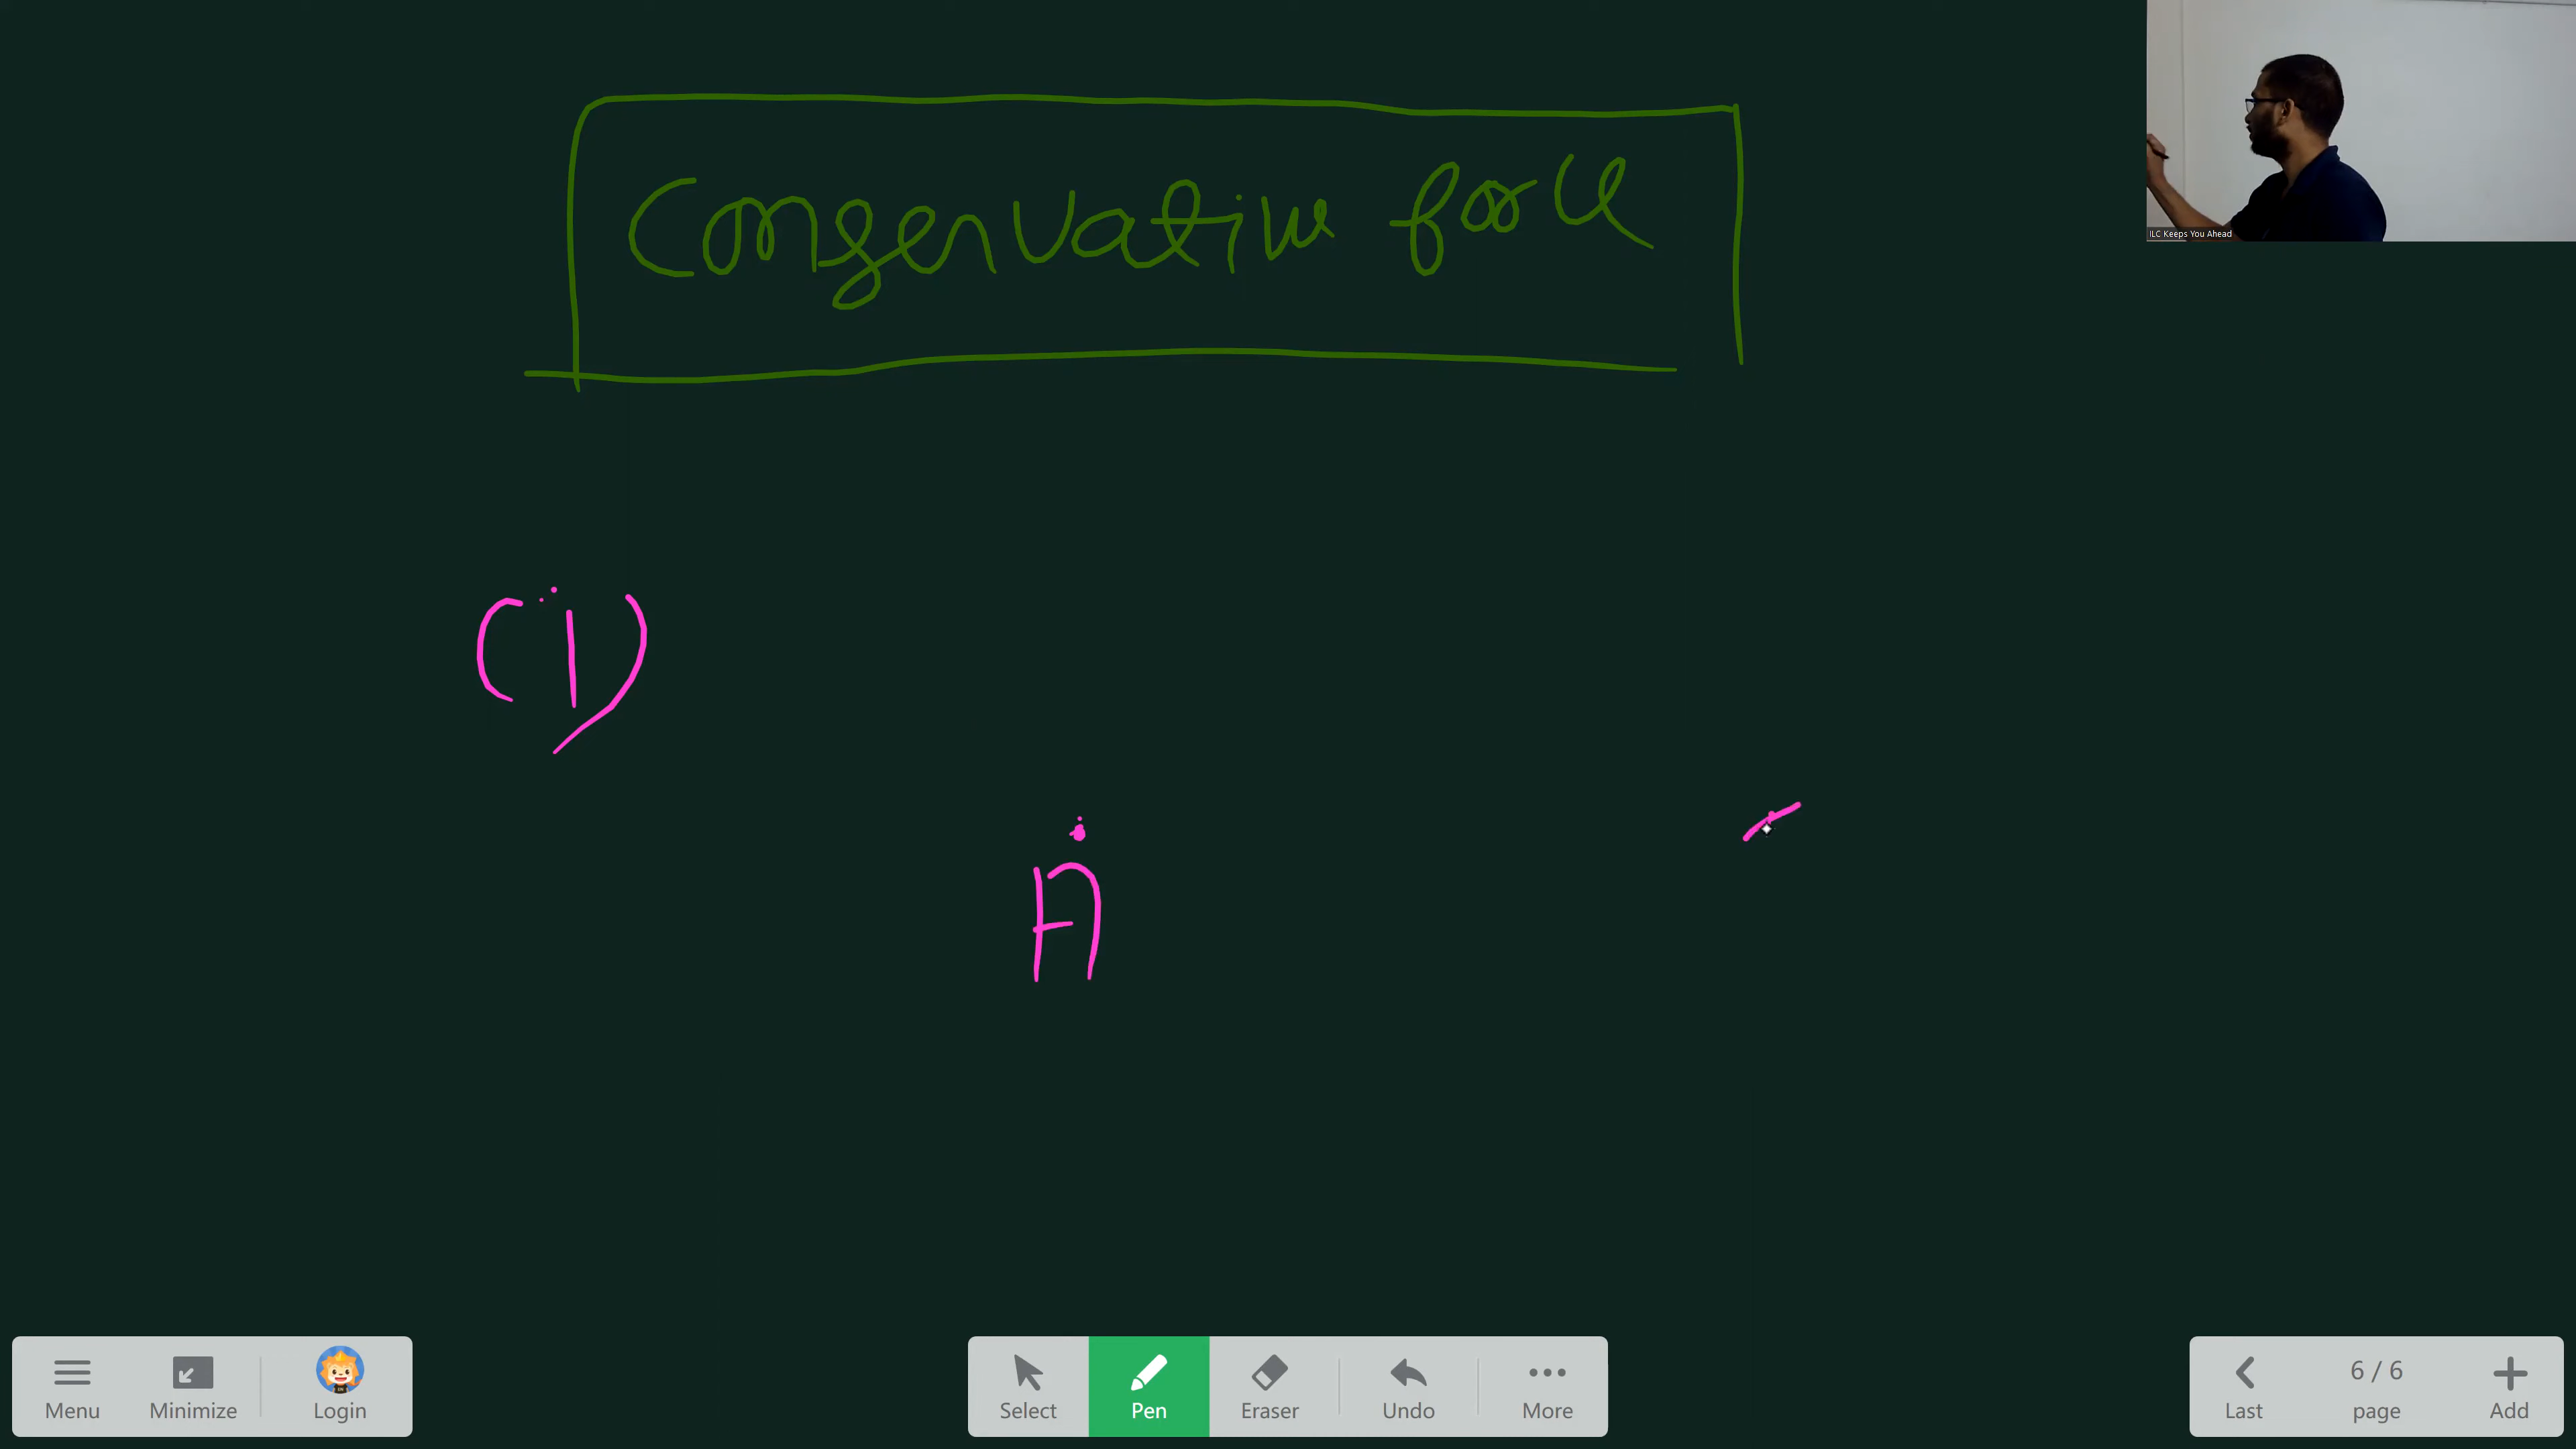 Conservative force
ILC Keeps You Ahead
(1)
A
Menu Minimize Login Select Pen Eraser Undo More Last 6 / 6 page Add